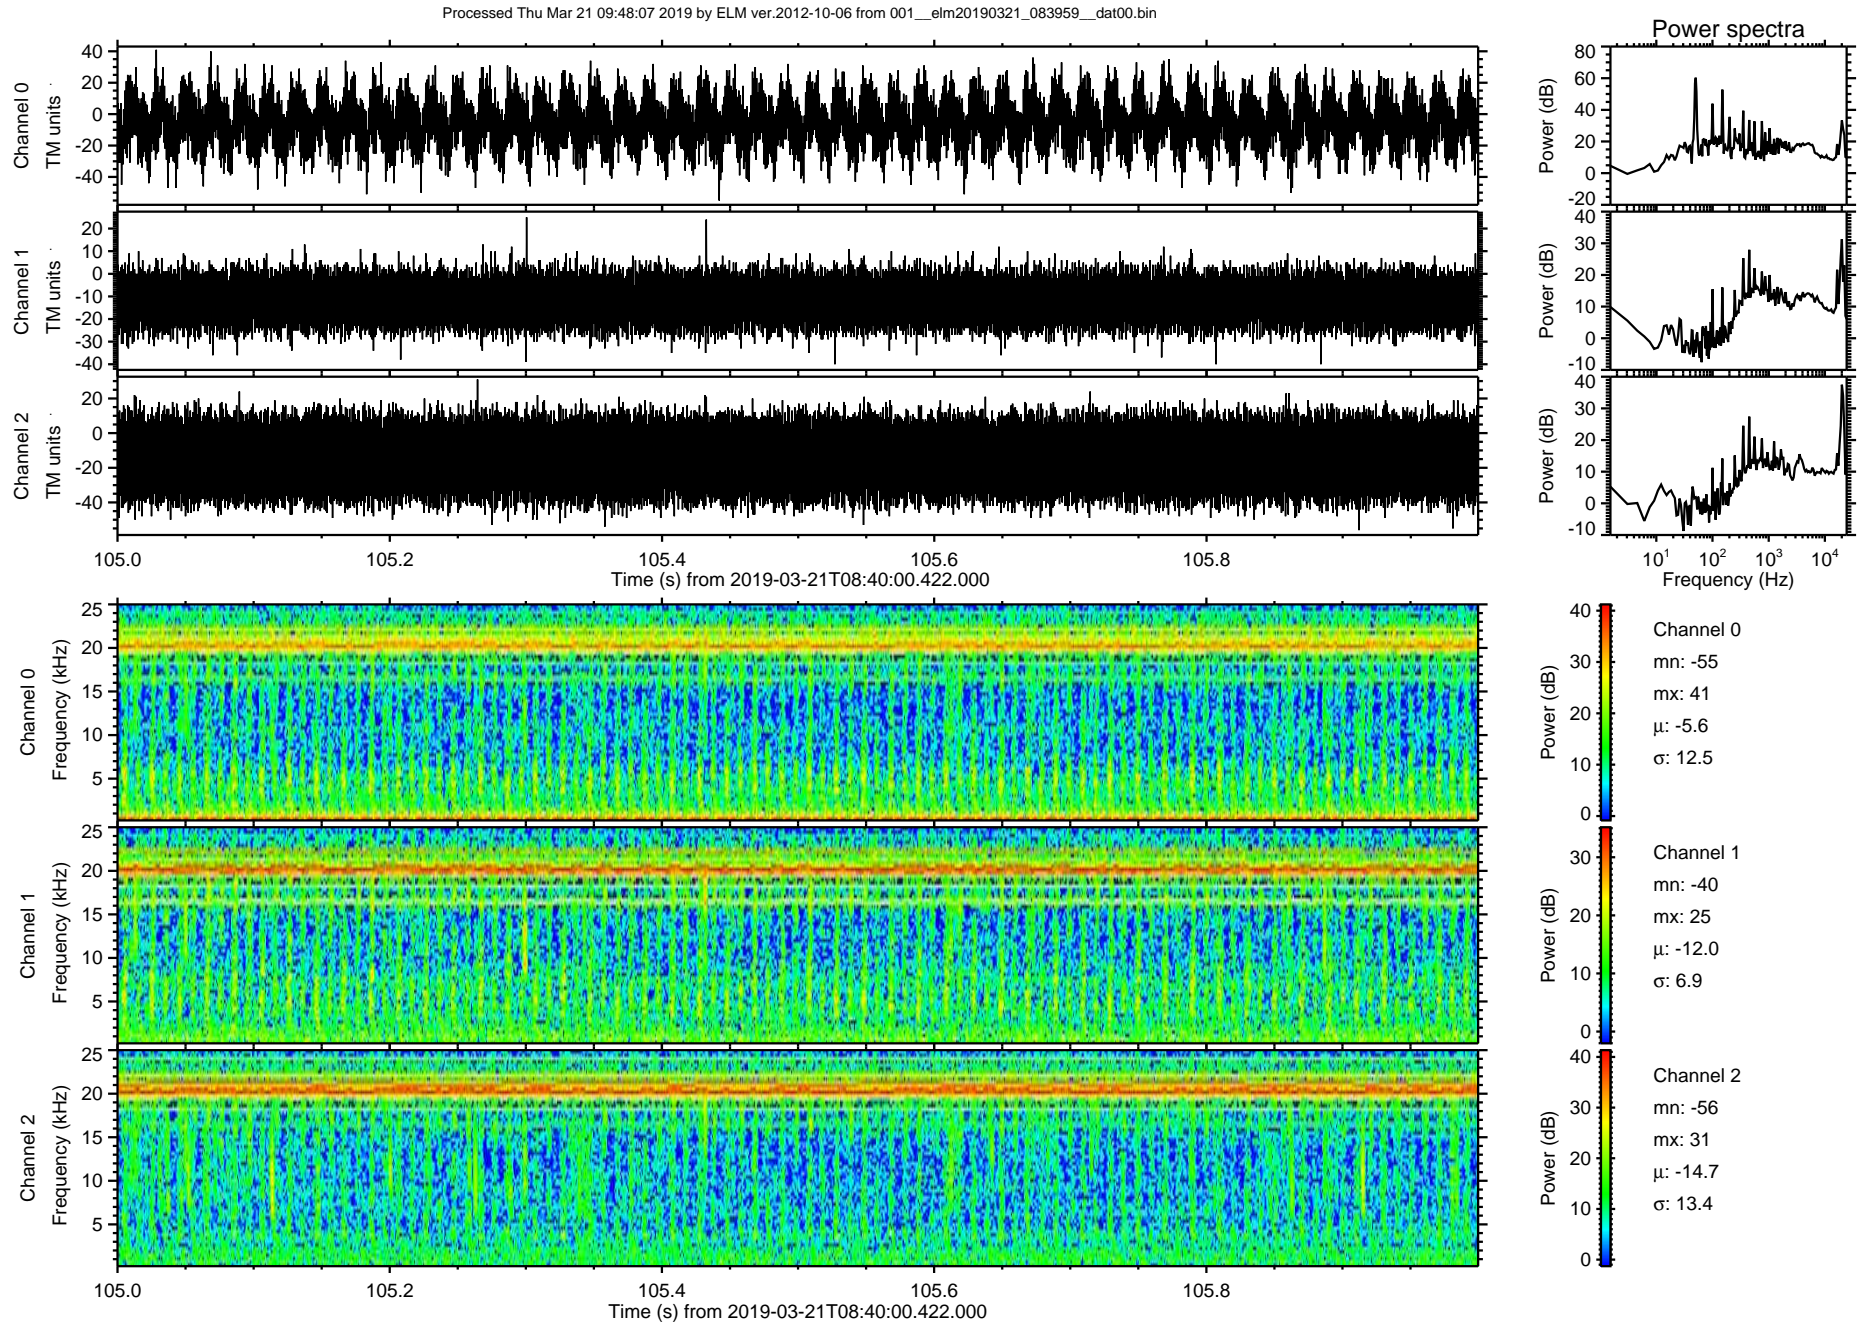 Processed Thu Mar 21 09:48:07 2019 by ELM ver.2012-10-06 from 001__elm20190321_083959__dat00.bin
Power spectra
Channel 0
TM units
40
20
0
-20
-40
Power (dB)
80
60
40
20
0
-20
Channel 1
TM units
20
10
0
-10
-20
-30
-40
Power (dB)
40
30
20
10
0
-10
Channel 2
TM units
20
0
-20
-40
Power (dB)
40
30
20
10
0
-10
105.0 105.2 105.4 105.6 105.8
Time (s) from 2019-03-21T08:40:00.422.000
10¹ 10² 10³ 10⁴
Frequency (Hz)
Channel 0
Frequency (kHz)
25
20
15
10
5
Power (dB)
40
30
20
10
0
Channel 0
mn: -55
mx: 41
µ: -5.6
σ: 12.5
Channel 1
Frequency (kHz)
25
20
15
10
5
Power (dB)
30
20
10
0
Channel 1
mn: -40
mx: 25
µ: -12.0
σ: 6.9
Channel 2
Frequency (kHz)
25
20
15
10
5
Power (dB)
40
30
20
10
0
Channel 2
mn: -56
mx: 31
µ: -14.7
σ: 13.4
105.0 105.2 105.4 105.6 105.8
Time (s) from 2019-03-21T08:40:00.422.000